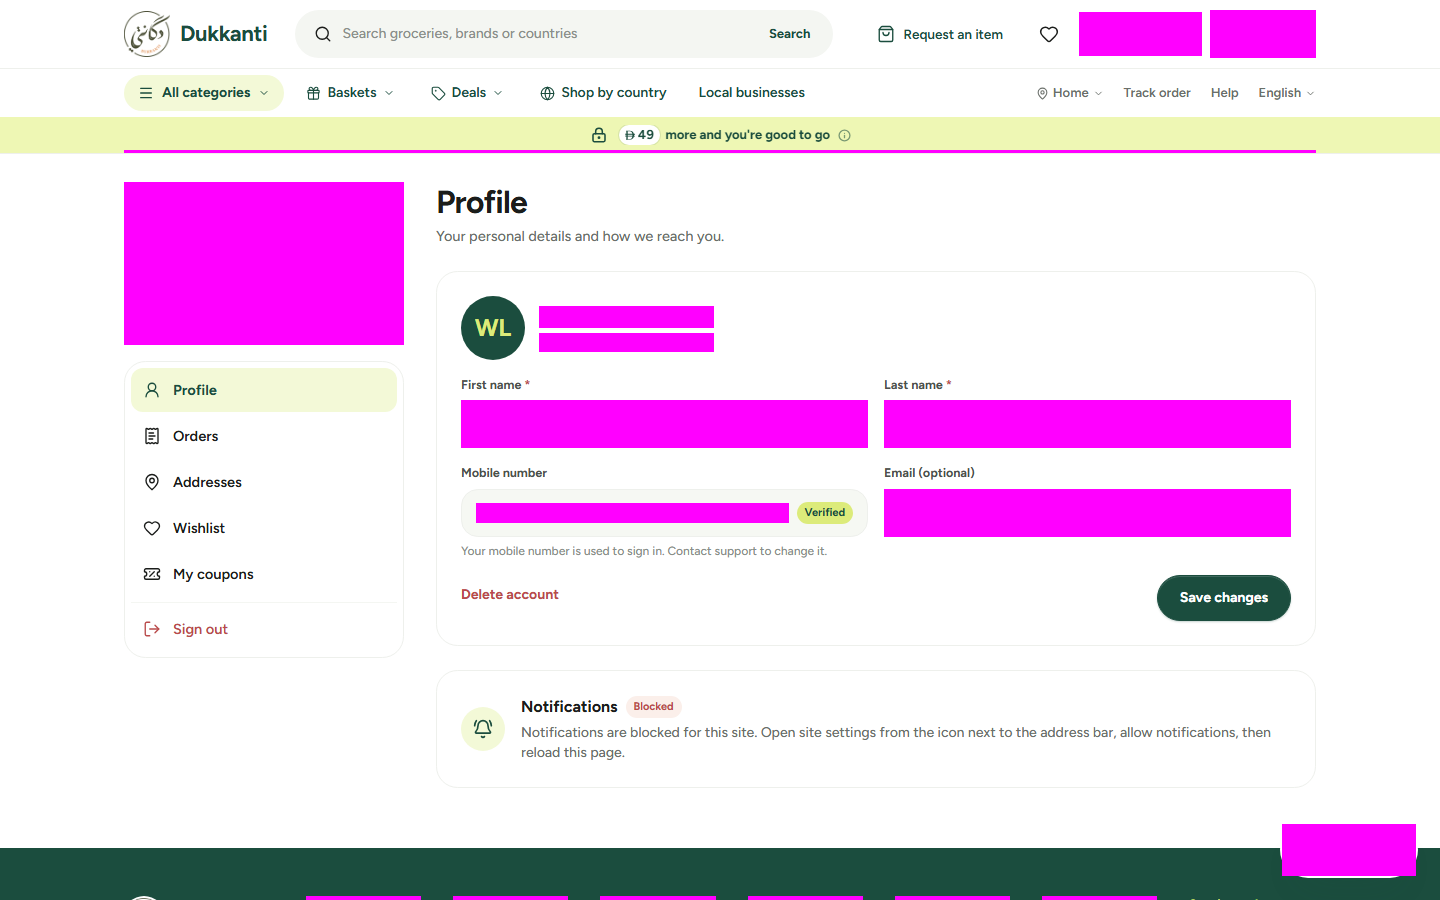 دكانتي
Dukkanti
Search groceries, brands or countries
Search
Request an item
All categories
Baskets
Deals
Shop by country
Local businesses
Home
Track order
Help
English
49 more and you're good to go
Profile
Your personal details and how we reach you.
WL
First name *
Last name *
Mobile number
Email (optional)
Verified
Your mobile number is used to sign in. Contact support to change it.
Delete account
Save changes
Profile
Orders
Addresses
Wishlist
My coupons
Sign out
Notifications
Blocked
Notifications are blocked for this site. Open site settings from the icon next to the address bar, allow notifications, then
reload this page.